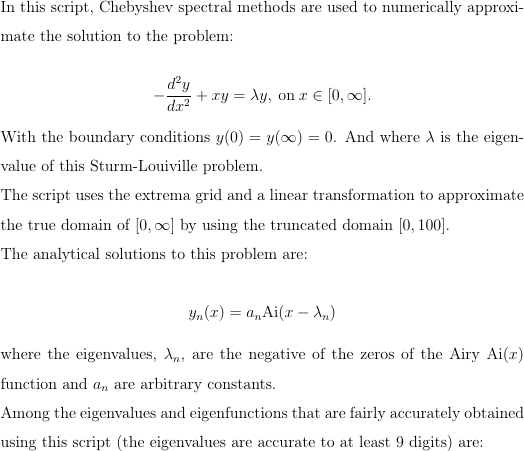 In this script, Chebyshev spectral methods are used to numerically approxi-
mate the solution to the problem:
$$-\frac{d^2y}{dx^2} + xy = \lambda y, \text{ on } x \in [0, \infty].$$
With the boundary conditions $y(0) = y(\infty) = 0$. And where $\lambda$ is the eigen-
value of this Sturm-Louiville problem.
The script uses the extrema grid and a linear transformation to approximate
the true domain of $[0, \infty]$ by using the truncated domain $[0, 100]$.
The analytical solutions to this problem are:
$$y_n(x) = a_n \text{Ai}(x - \lambda_n)$$
where the eigenvalues, $\lambda_n$, are the negative of the zeros of the Airy $\text{Ai}(x)$
function and $a_n$ are arbitrary constants.
Among the eigenvalues and eigenfunctions that are fairly accurately obtained
using this script (the eigenvalues are accurate to at least 9 digits) are: